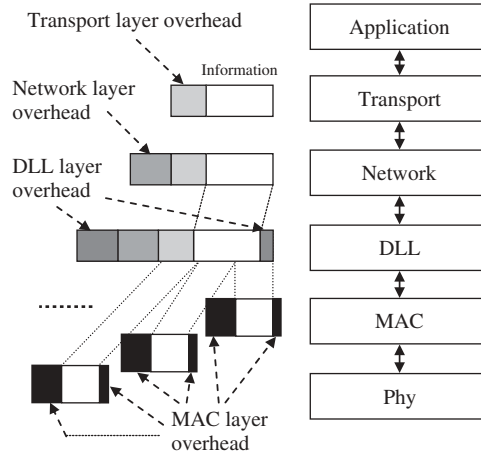 Transport layer overhead
Information
Network layer
overhead
DLL layer
overhead
MAC layer
overhead
Application
Transport
Network
DLL
MAC
Phy